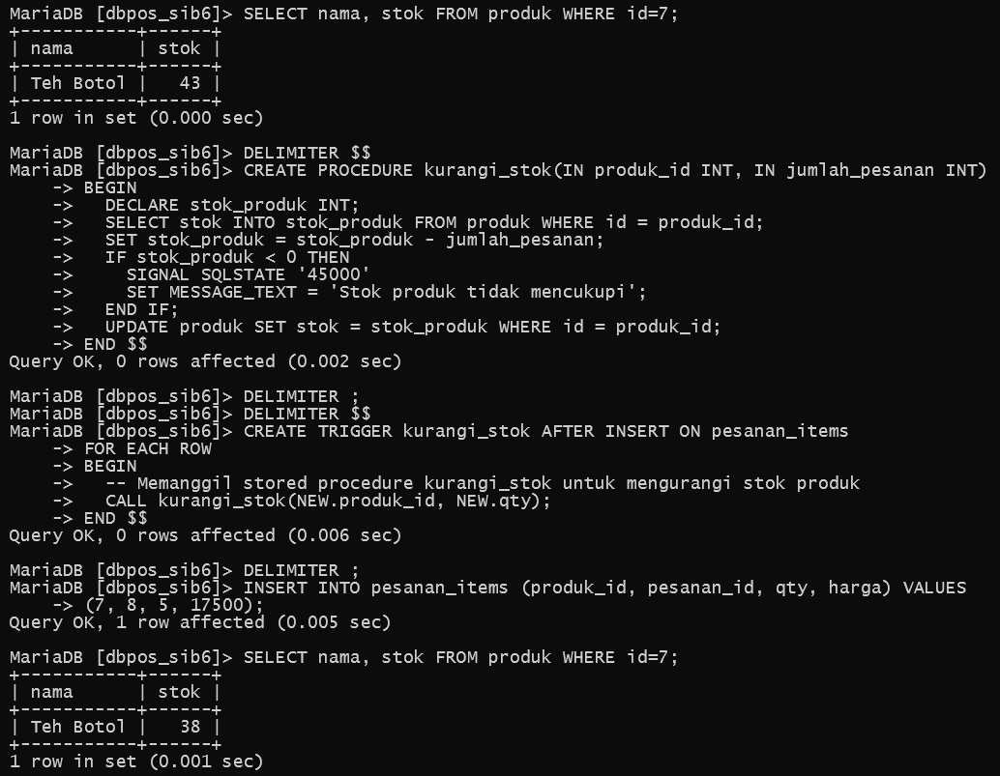 MariaDB [dbpos_sib6]> SELECT nama, stok FROM produk WHERE id=7;
+-----------+------+
| nama      | stok |
+-----------+------+
| Teh Botol |   43 |
+-----------+------+
1 row in set (0.000 sec)

MariaDB [dbpos_sib6]> DELIMITER $$
MariaDB [dbpos_sib6]> CREATE PROCEDURE kurangi_stok(IN produk_id INT, IN jumlah_pesanan INT)
    -> BEGIN
    ->   DECLARE stok_produk INT;
    ->   SELECT stok INTO stok_produk FROM produk WHERE id = produk_id;
    ->   SET stok_produk = stok_produk - jumlah_pesanan;
    ->   IF stok_produk < 0 THEN
    ->     SIGNAL SQLSTATE '45000'
    ->     SET MESSAGE_TEXT = 'Stok produk tidak mencukupi';
    ->   END IF;
    ->   UPDATE produk SET stok = stok_produk WHERE id = produk_id;
    -> END $$
Query OK, 0 rows affected (0.002 sec)

MariaDB [dbpos_sib6]> DELIMITER ;
MariaDB [dbpos_sib6]> DELIMITER $$
MariaDB [dbpos_sib6]> CREATE TRIGGER kurangi_stok AFTER INSERT ON pesanan_items
    -> FOR EACH ROW
    -> BEGIN
    ->   -- Memanggil stored procedure kurangi_stok untuk mengurangi stok produk
    ->   CALL kurangi_stok(NEW.produk_id, NEW.qty);
    -> END $$
Query OK, 0 rows affected (0.006 sec)

MariaDB [dbpos_sib6]> DELIMITER ;
MariaDB [dbpos_sib6]> INSERT INTO pesanan_items (produk_id, pesanan_id, qty, harga) VALUES
    -> (7, 8, 5, 17500);
Query OK, 1 row affected (0.005 sec)

MariaDB [dbpos_sib6]> SELECT nama, stok FROM produk WHERE id=7;
+-----------+------+
| nama      | stok |
+-----------+------+
| Teh Botol |   38 |
+-----------+------+
1 row in set (0.001 sec)